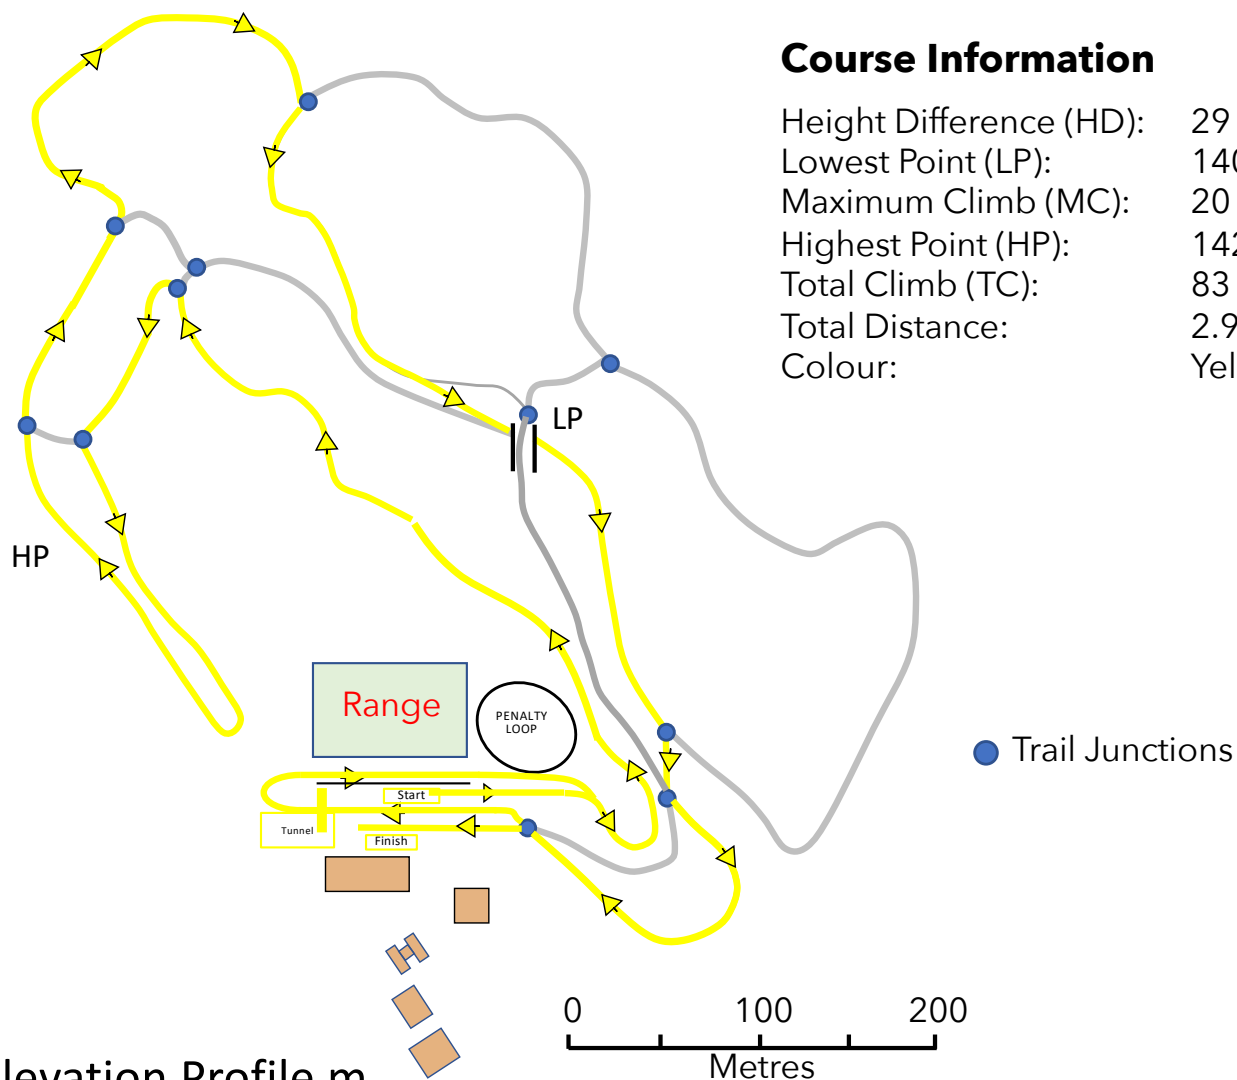 Course Information
Height Difference (HD): 29
Lowest Point (LP): 140
Maximum Climb (MC): 20
Highest Point (HP): 142
Total Climb (TC): 83
Total Distance: 2.9
Colour: Yel
LP
HP
Range
PENALTY
LOOP
Trail Junctions
Start
Tunnel
Finish
0 100 200
Metres
levation Profile m